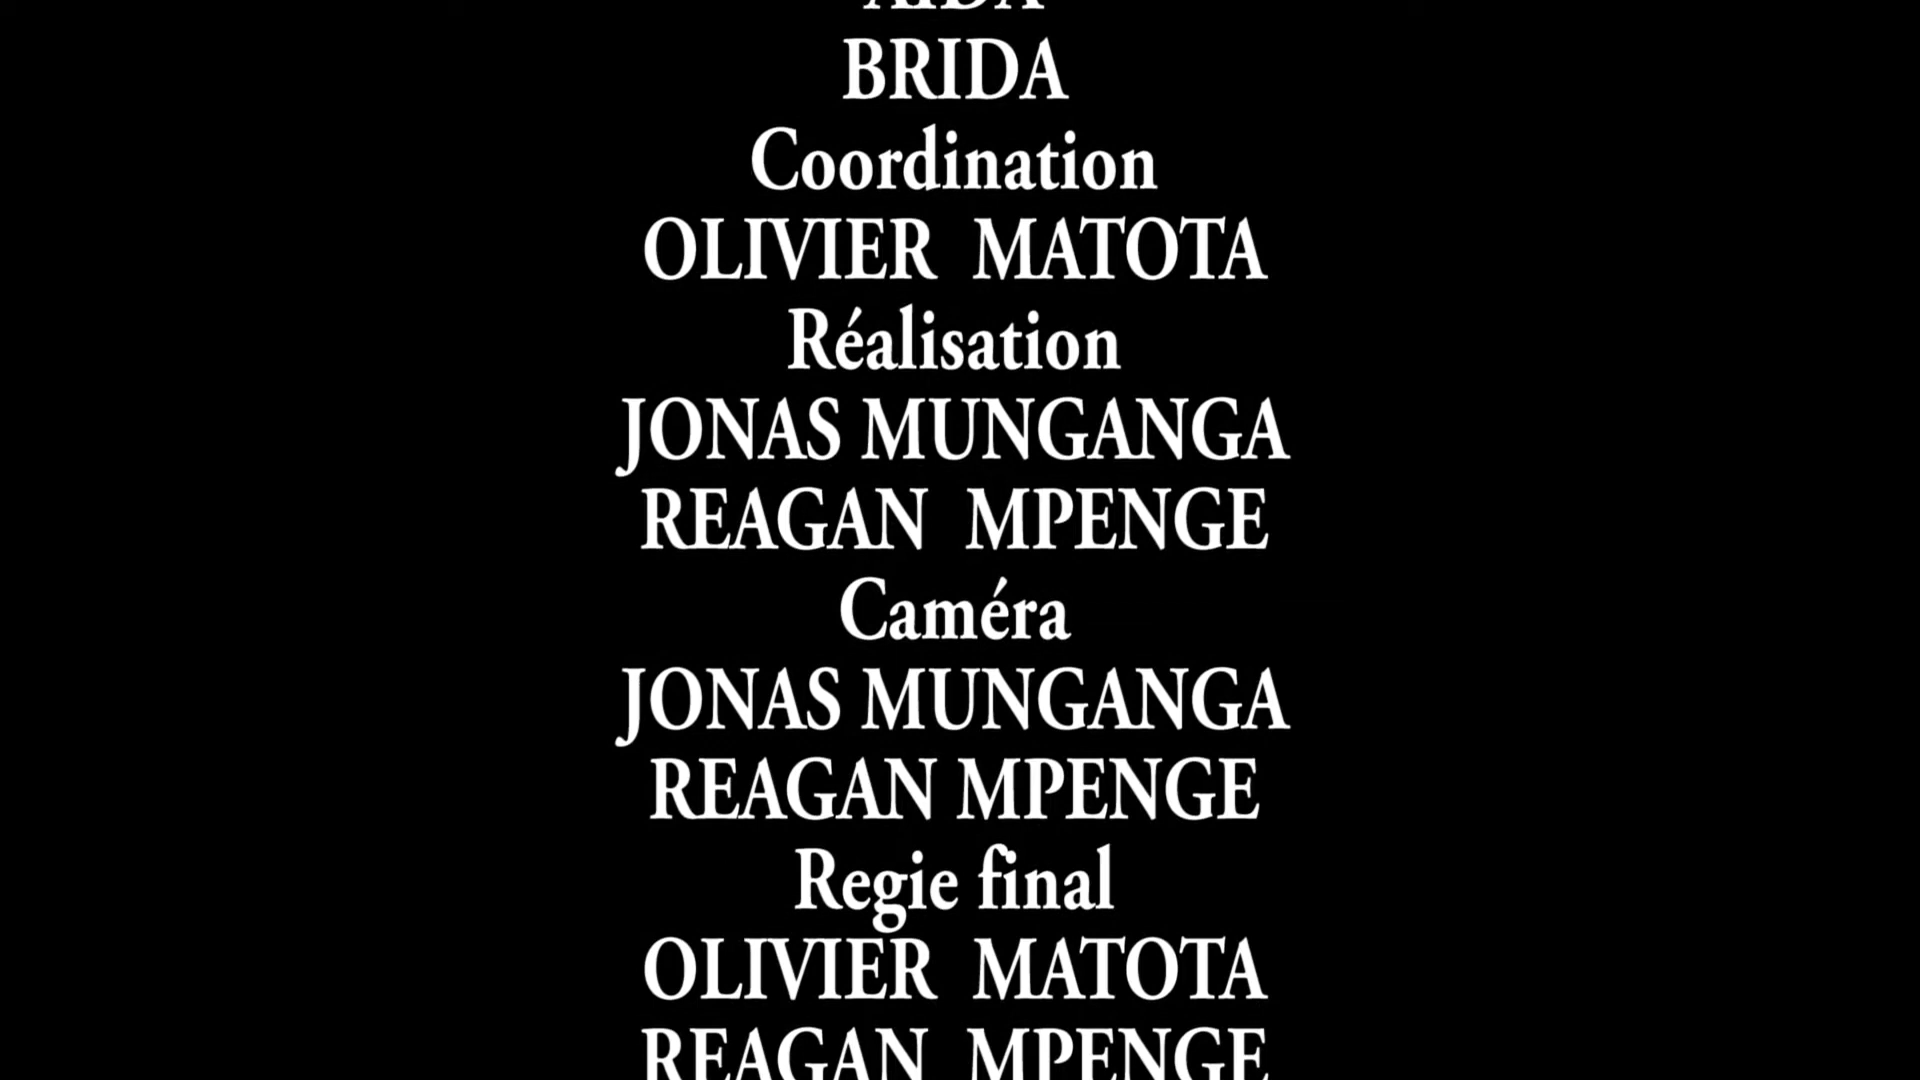 AIDA
BRIDA
Coordination
OLIVIER MATOTA
Réalisation
JONAS MUNGANGA
REAGAN MPENGE
Caméra
JONAS MUNGANGA
REAGAN MPENGE
Regie final
OLIVIER MATOTA
REAGAN MPENGE